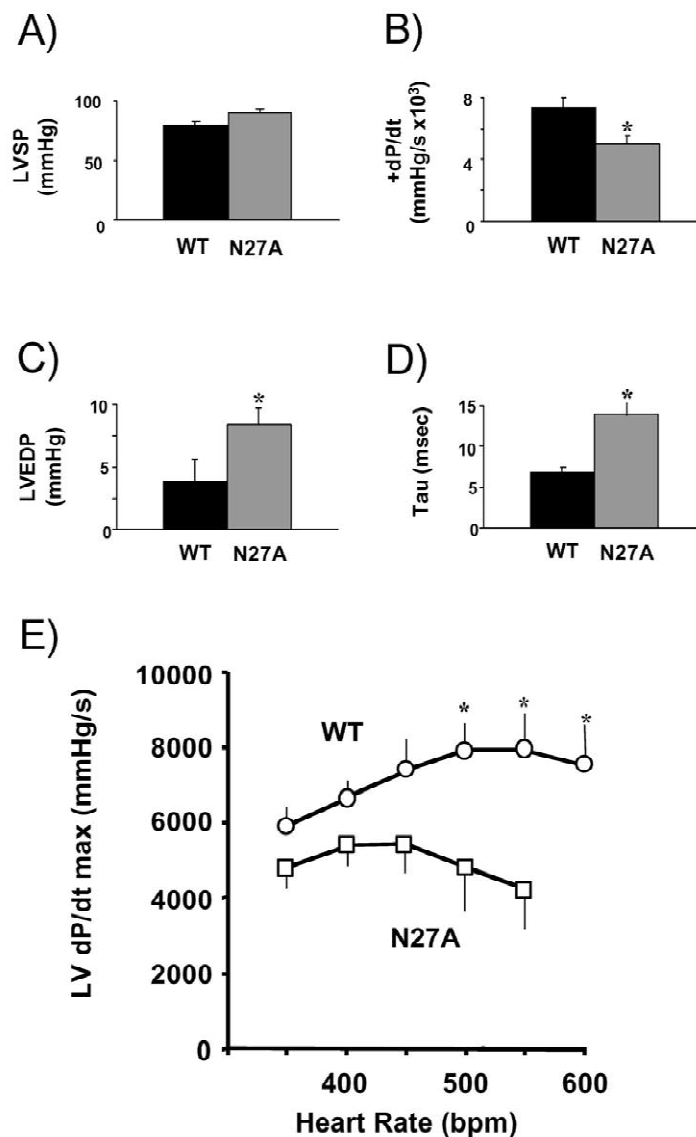 A)
LVSP
(mmHg)
100
50
0
WT N27A
B)
+dP/dt
(mmHg/s x10³)
8
4
0
*
WT N27A
C)
LVEDP
(mmHg)
10
5
0
*
WT N27A
D)
Tau (msec)
15
10
5
0
*
WT N27A
E)
LV dP/dt max (mmHg/s)
10000
8000
6000
4000
2000
0
WT
* * *
N27A
400 500 600
Heart Rate (bpm)